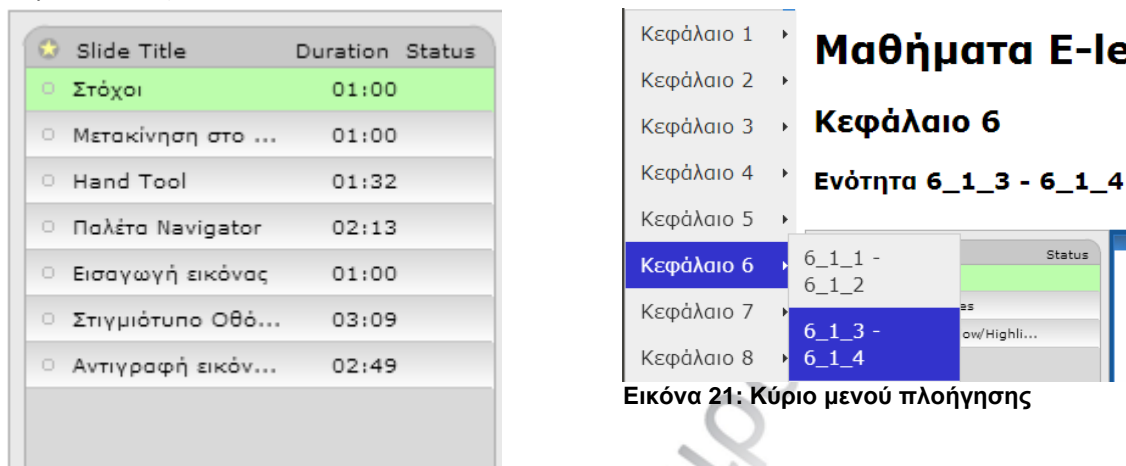 Slide Title Duration Status
Στόχοι 01:00
Μετακίνηση στο ... 01:00
Hand Tool 01:32
Παλέτα Navigator 02:13
Εισαγωγή εικόνας 01:00
Στιγμιότυπο Οθό... 03:09
Αντιγραφή εικόν... 02:49
Κεφάλαιο 1
Κεφάλαιο 2
Κεφάλαιο 3
Κεφάλαιο 4
Κεφάλαιο 5
Κεφάλαιο 6
Κεφάλαιο 7
Κεφάλαιο 8
6_1_1 -
6_1_2
6_1_3 -
6_1_4
Μαθήματα E-le
Κεφάλαιο 6
Ενότητα 6_1_3 - 6_1_4
Status
es
ow/Highli...
Εικόνα 21: Κύριο μενού πλοήγησης